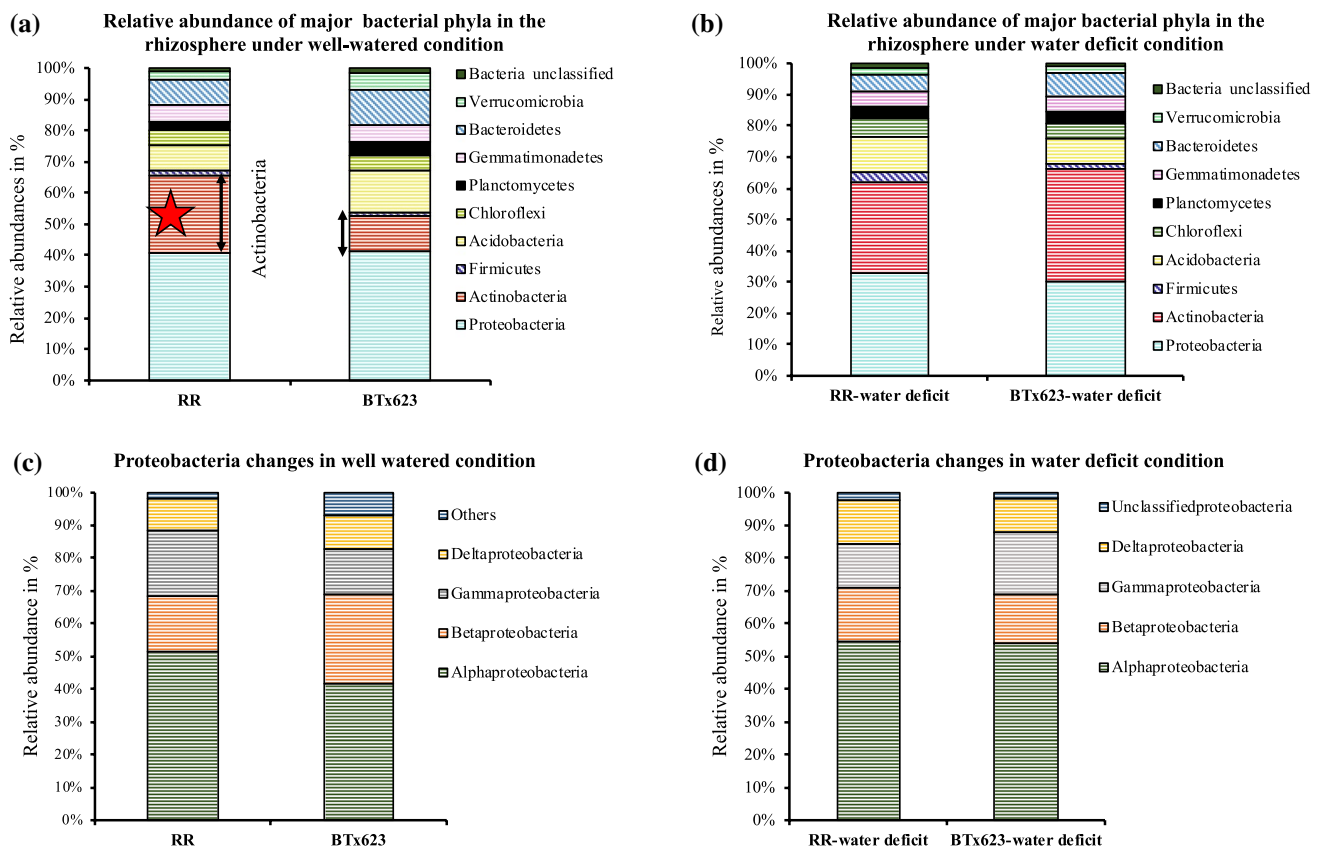 (a)
Relative abundance of major bacterial phyla in the
rhizosphere under well-watered condition
Relative abundances in %
100%
90%
80%
70%
60%
50%
40%
30%
20%
10%
0%
Actinobacteria
RR
BTx623
Bacteria unclassified
Verrucomicrobia
Bacteroidetes
Gemmatimonadetes
Planctomycetes
Chloroflexi
Acidobacteria
Firmicutes
Actinobacteria
Proteobacteria
(b)
Relative abundance of major bacterial phyla in the
rhizosphere under water deficit condition
Relative abundances in %
100%
90%
80%
70%
60%
50%
40%
30%
20%
10%
0%
RR-water deficit
BTx623-water deficit
Bacteria unclassified
Verrucomicrobia
Bacteroidetes
Gemmatimonadetes
Planctomycetes
Chloroflexi
Acidobacteria
Firmicutes
Actinobacteria
Proteobacteria
(c)
Proteobacteria changes in well watered condition
Relative abundance in %
100%
90%
80%
70%
60%
50%
40%
30%
20%
10%
0%
RR
BTx623
Others
Deltaproteobacteria
Gammaproteobacteria
Betaproteobacteria
Alphaproteobacteria
(d)
Proteobacteria changes in water deficit condition
Relative abundance in %
100%
90%
80%
70%
60%
50%
40%
30%
20%
10%
0%
RR-water deficit
BTx623-water deficit
Unclassifiedproteobacteria
Deltaproteobacteria
Gammaproteobacteria
Betaproteobacteria
Alphaproteobacteria